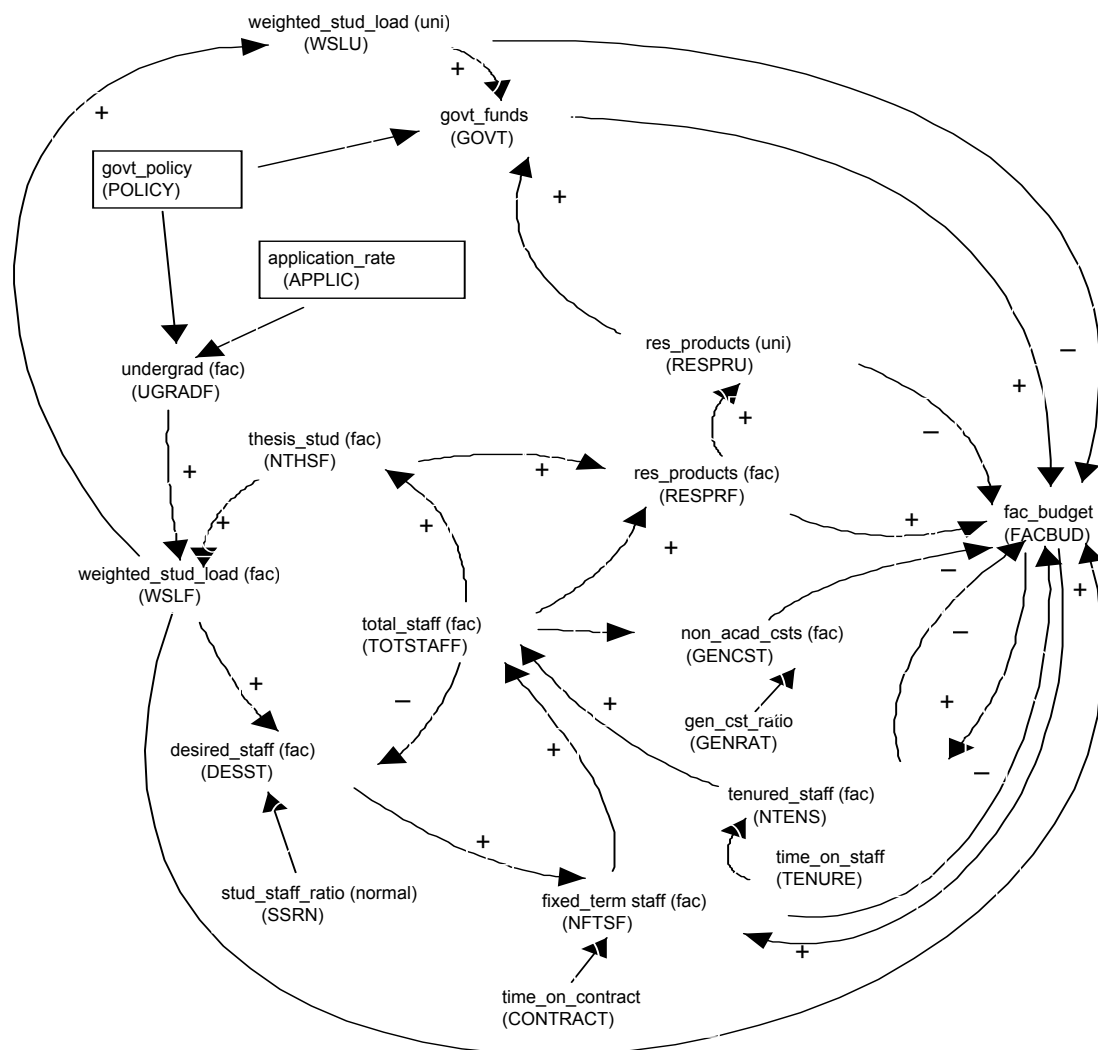 weighted_stud_load (uni)
(WSLU)
+
+
govt_funds
(GOVT)
govt_policy
(POLICY)
+
application_rate
(APPLIC)
res_products (uni)
(RESPRU)
–
undergrad (fac)
(UGRADF)
+
+
–
thesis_stud (fac)
(NTHSF)
+
+
res_products (fac)
(RESPRF)
fac_budget
(FACBUD)
+
+
+
+
weighted_stud_load (fac)
(WSLF)
–
+
total_staff (fac)
(TOTSTAFF)
non_acad_csts (fac)
(GENCST)
–
+
–
+
+
gen_cst_ratio
(GENRAT)
desired_staff (fac)
(DESST)
+
–
tenured_staff (fac)
(NTENS)
+
time_on_staff
(TENURE)
stud_staff_ratio (normal)
(SSRN)
fixed_term staff (fac)
(NFTSF)
+
time_on_contract
(CONTRACT)